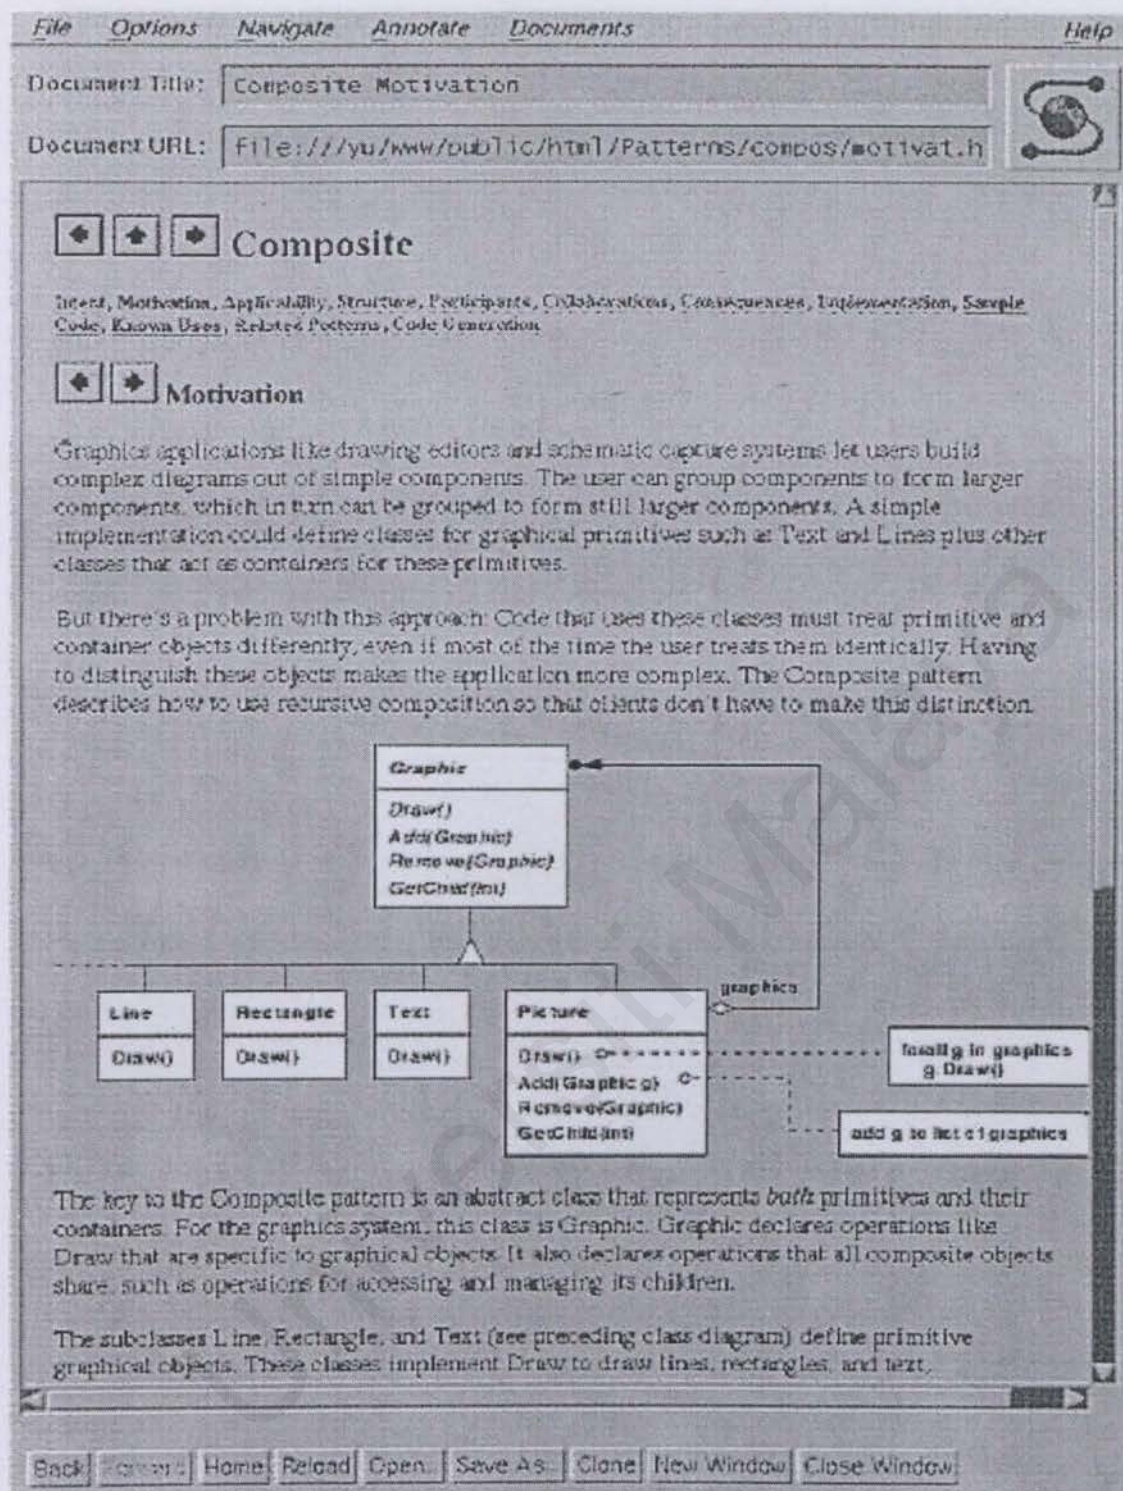 File Options Navigate Annotate Documents Help
Document Title: Composite Motivation
Document URL: file:///yu/www/public/html/Patterns/compos/motivat.h
Composite
Intent, Motivation, Applicability, Structure, Participants, Collaborations, Consequences, Implementation, Sample
Code, Known Uses, Related Patterns, Code Generation
Motivation
Graphics applications like drawing editors and schematic capture systems let users build
complex diagrams out of simple components. The user can group components to form larger
components, which in turn can be grouped to form still larger components. A simple
implementation could define classes for graphical primitives such as Text and Lines plus other
classes that act as containers for these primitives.
But there's a problem with this approach: Code that uses these classes must treat primitive and
container objects differently, even if most of the time the user treats them identically. Having
to distinguish these objects makes the application more complex. The Composite pattern
describes how to use recursive composition so that clients don't have to make this distinction.
Graphic
Draw()
Add(Graphic)
Remove(Graphic)
GetChild(int)
graphics
Line
Draw()
Rectangle
Draw()
Text
Draw()
Picture
Draw()
Add(Graphic g)
Remove(Graphic)
GetChild(int)
forall g in graphics
g.Draw()
add g to list of graphics
The key to the Composite pattern is an abstract class that represents both primitives and their
containers. For the graphics system, this class is Graphic. Graphic declares operations like
Draw that are specific to graphical objects. It also declares operations that all composite objects
share, such as operations for accessing and managing its children.
The subclasses Line, Rectangle, and Text (see preceding class diagram) define primitive
graphical objects. These classes implement Draw to draw lines, rectangles, and text,
Back Forward Home Reload Open... Save As... Clone New Window Close Window
University Malaya